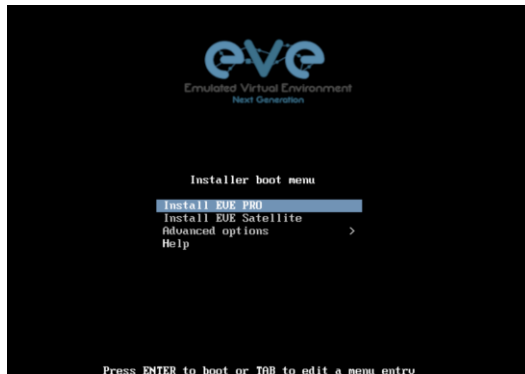 eve
Emulated Virtual Environment
Next Generation
Installer boot menu
Install EVE PRO
Install EVE Satellite
Advanced options >
Help
Press ENTER to boot or TAB to edit a menu entry